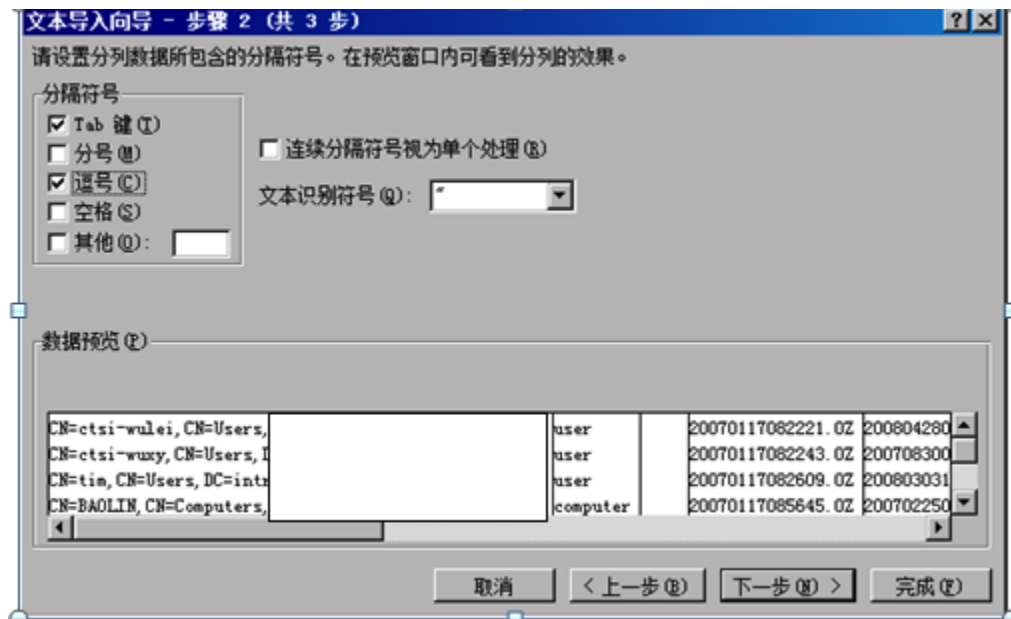 文本导入向导 - 步骤 2 (共 3 步)
请设置分列数据所包含的分隔符号。在预览窗口内可看到分列的效果。
分隔符号
Tab 键(T)
分号(M)
逗号(C)
空格(S)
其他(O):
连续分隔符号视为单个处理(R)
文本识别符号(Q): "
数据预览(P)
CN=ctsi-wulei,CN=Users, user 20070117082221.0Z 200804280
CN=ctsi-wuxy,CN=Users, user 20070117082243.0Z 200708300
CN=tim,CN=Users,DC=intr user 20070117082609.0Z 200803031
CN=BAOLIN,CN=Computers, computer 20070117085645.0Z 200702250
取消 <上一步(B) 下一步(N) > 完成(F)